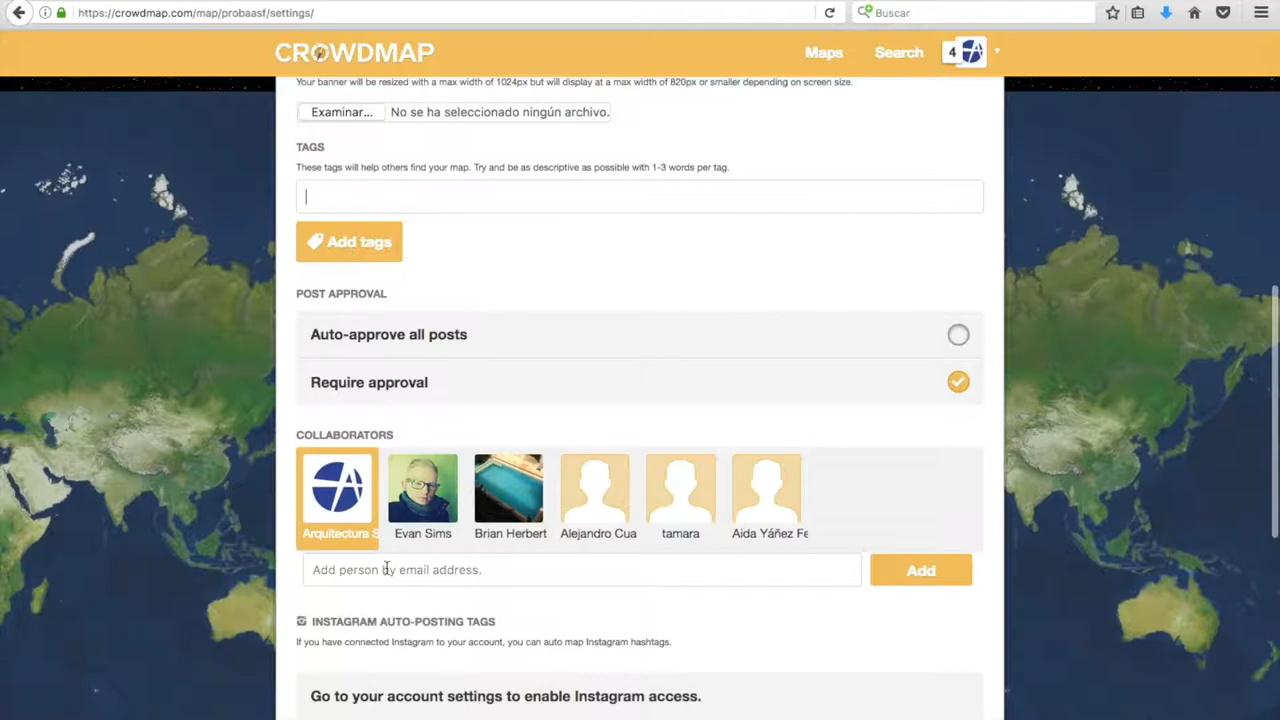 https://crowdmap.com/map/probaasf/settings/
Buscar
CROWDMAP
Maps
Search
4
Your banner will be resized with a max width of 1024px but will display at a max width of 820px or smaller depending on screen size.
Examinar... No se ha seleccionado ningún archivo.
TAGS
These tags will help others find your map. Try and be as descriptive as possible with 1-3 words per tag.
Add tags
POST APPROVAL
Auto-approve all posts
Require approval
COLLABORATORS
Arquitectura S
Evan Sims
Brian Herbert
Alejandro Cua
tamara
Aida Yáñez Fe
Add person by email address.
Add
INSTAGRAM AUTO-POSTING TAGS
If you have connected Instagram to your account, you can auto map Instagram hashtags.
Go to your account settings to enable Instagram access.